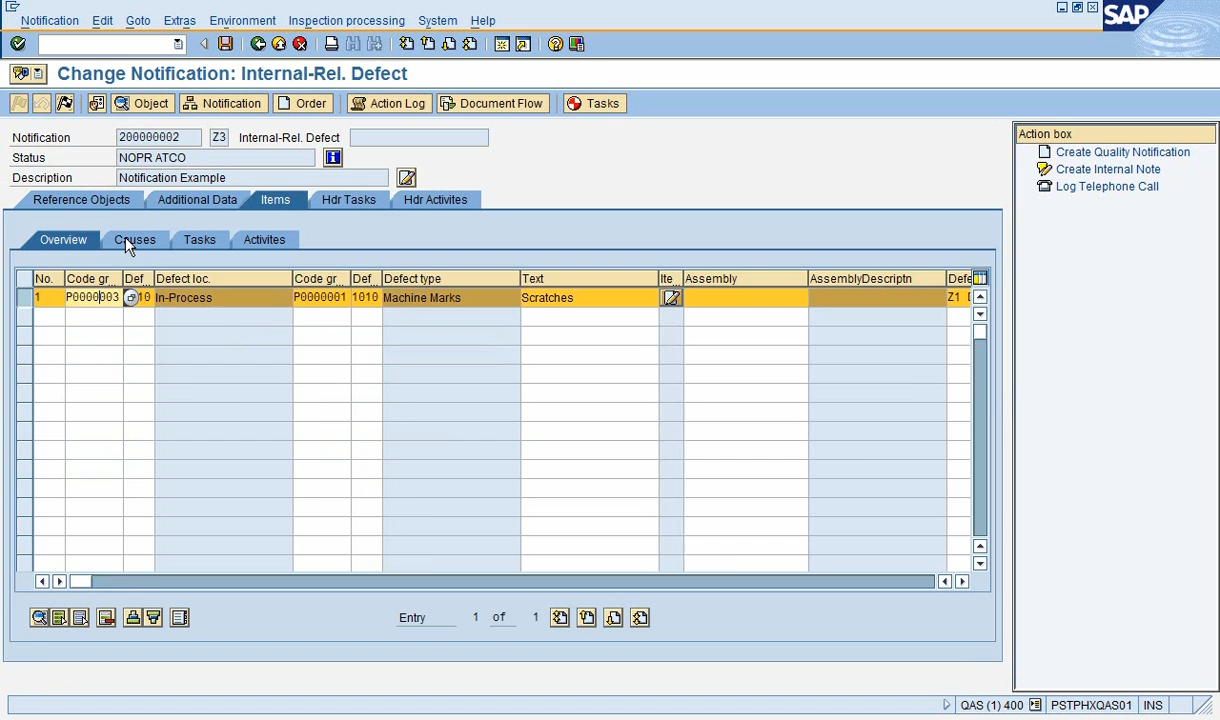 Notification Edit Goto Extras Environment Inspection processing System Help
SAP
Change Notification: Internal-Rel. Defect
Object Notification Order Action Log Document Flow Tasks
Notification 200000002 Z3 Internal-Rel. Defect
Status NOPR ATCO
Description Notification Example
Reference Objects Additional Data Items Hdr Tasks Hdr Activites
Overview Causes Tasks Activites
No. Code gr... Def... Defect loc. Code gr... Def... Defect type Text Ite... Assembly AssemblyDescriptn Defe
1 P0000003 10 In-Process P0000001 1010 Machine Marks Scratches Z1
Entry 1 of 1
Action box
Create Quality Notification
Create Internal Note
Log Telephone Call
QAS (1) 400 PSTPHXQAS01 INS